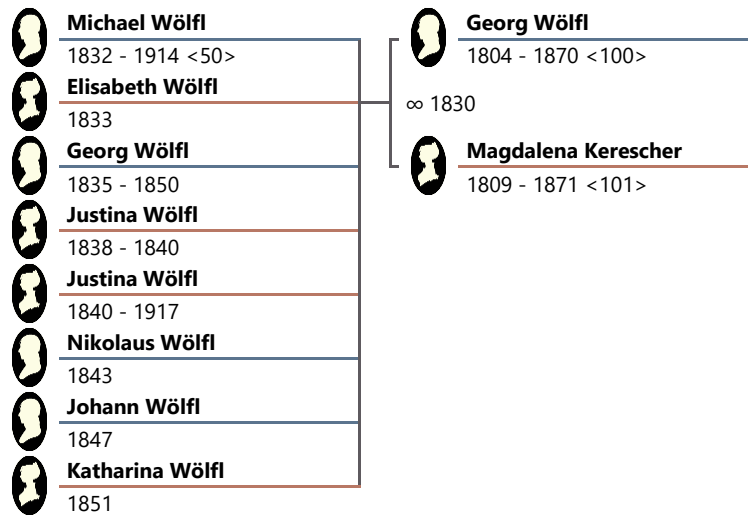 Michael Wölfl
1832 - 1914 <50>
Elisabeth Wölfl
1833
Georg Wölfl
1835 - 1850
Justina Wölfl
1838 - 1840
Justina Wölfl
1840 - 1917
Nikolaus Wölfl
1843
Johann Wölfl
1847
Katharina Wölfl
1851
Georg Wölfl
1804 - 1870 <100>
∞ 1830
Magdalena Kerescher
1809 - 1871 <101>